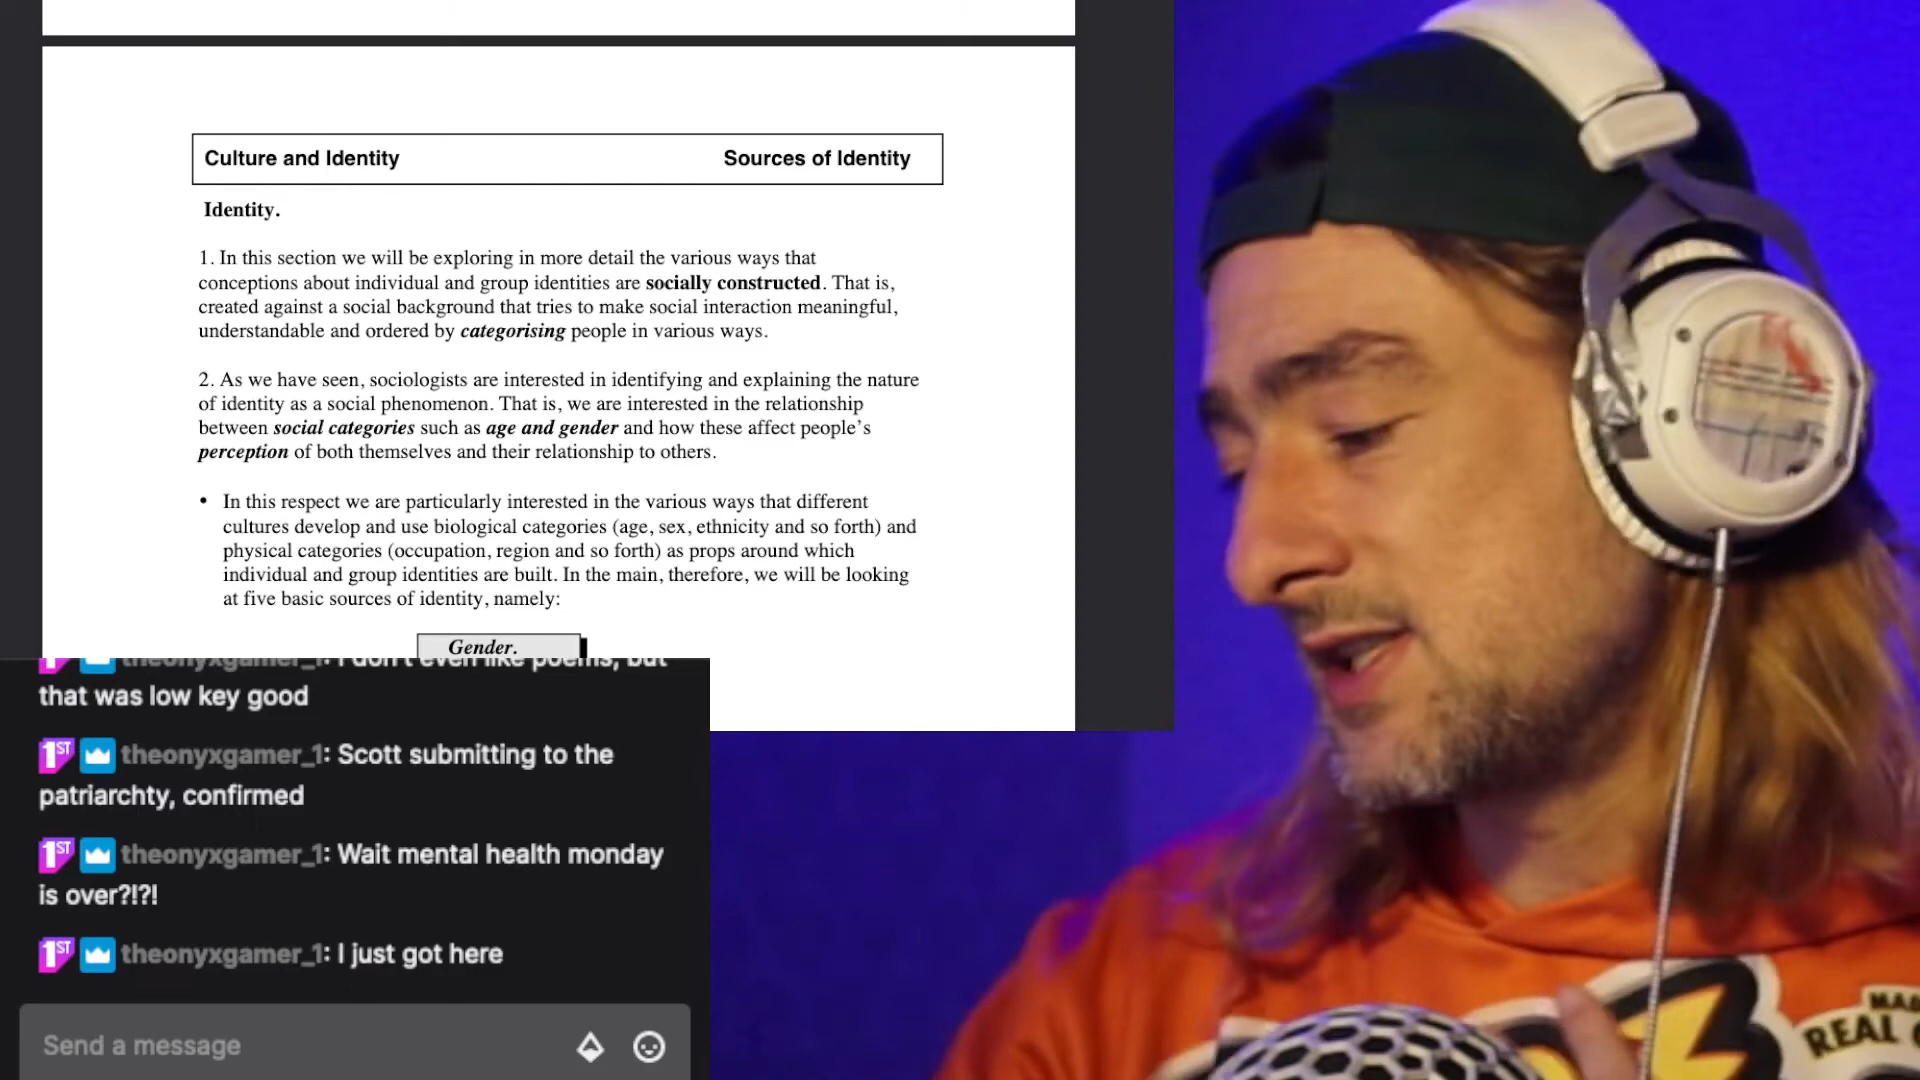 Culture and Identity Sources of Identity
Identity.
1. In this section we will be exploring in more detail the various ways that
conceptions about individual and group identities are socially constructed. That is,
created against a social background that tries to make social interaction meaningful,
understandable and ordered by categorising people in various ways.
2. As we have seen, sociologists are interested in identifying and explaining the nature
of identity as a social phenomenon. That is, we are interested in the relationship
between social categories such as age and gender and how these affect people's
perception of both themselves and their relationship to others.
• In this respect we are particularly interested in the various ways that different
cultures develop and use biological categories (age, sex, ethnicity and so forth) and
physical categories (occupation, region and so forth) as props around which
individual and group identities are built. In the main, therefore, we will be looking
at five basic sources of identity, namely:
Gender.
theonyxgamer_1: I don't even like poems, but
that was low key good
1ST theonyxgamer_1: Scott submitting to the
patriarchty, confirmed
1ST theonyxgamer_1: Wait mental health monday
is over?!?!
1ST theonyxgamer_1: I just got here
Send a message
REAL